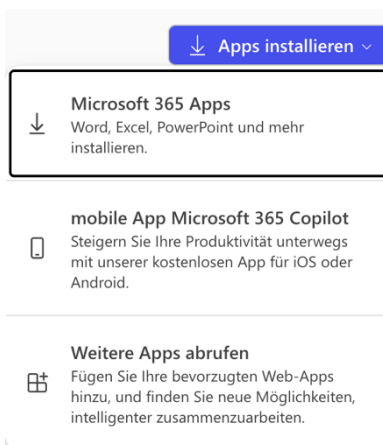 Apps installieren
Microsoft 365 Apps
Word, Excel, PowerPoint und mehr
installieren.
mobile App Microsoft 365 Copilot
Steigern Sie Ihre Produktivität unterwegs
mit unserer kostenlosen App für iOS oder
Android.
Weitere Apps abrufen
Fügen Sie Ihre bevorzugten Web-Apps
hinzu, und finden Sie neue Möglichkeiten,
intelligenter zusammenzuarbeiten.